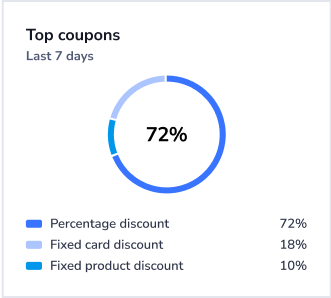 Top coupons
Last 7 days
72%
Percentage discount 72%
Fixed card discount 18%
Fixed product discount 10%